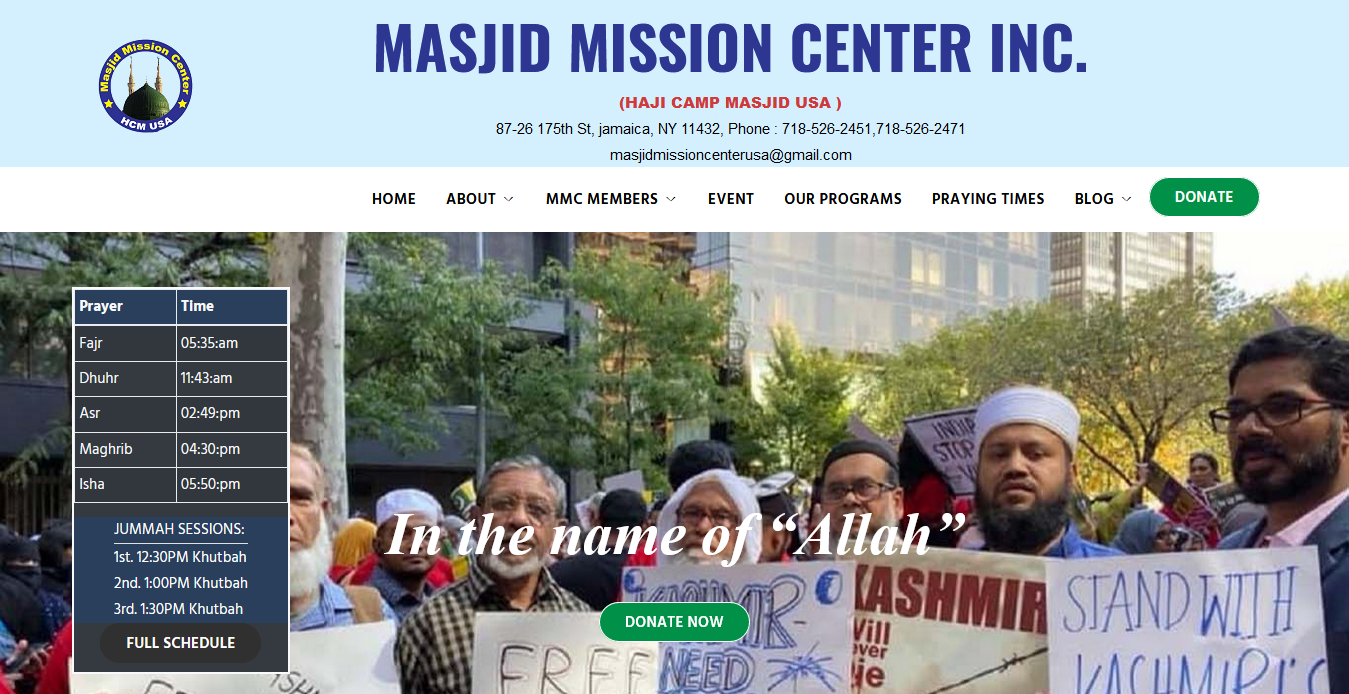 Masjid Mission Center
HCM USA
MASJID MISSION CENTER INC.
(HAJI CAMP MASJID USA )
87-26 175th St, jamaica, NY 11432, Phone : 718-526-2451,718-526-2471
masjidmissioncenterusa@gmail.com
HOME ABOUT MMC MEMBERS EVENT OUR PROGRAMS PRAYING TIMES BLOG DONATE
Prayer Time
Fajr 05:35:am
Dhuhr 11:43:am
Asr 02:49:pm
Maghrib 04:30:pm
Isha 05:50:pm
JUMMAH SESSIONS:
1st. 12:30PM Khutbah
2nd. 1:00PM Khutbah
3rd. 1:30PM Khutbah
FULL SCHEDULE
In the name of “Allah”
DONATE NOW
INDIA
STOP
FREE
NEED
KASHMIR
Will
STAND WITH
KASHMIRI'S